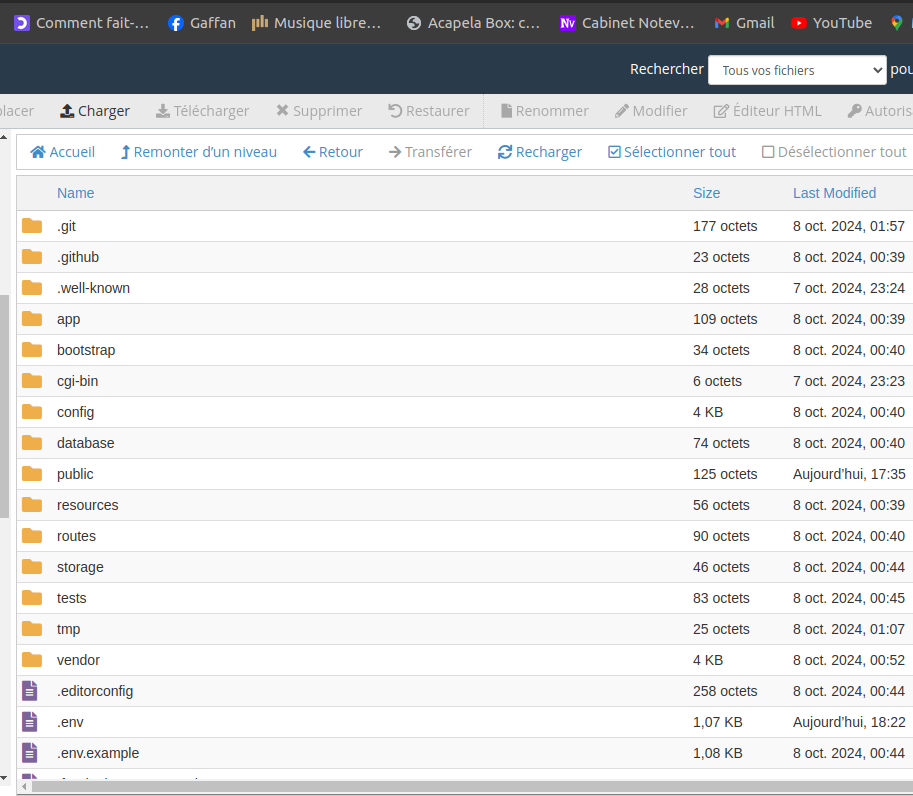 Comment fait-... Gaffan Musique libre... Acapela Box: c... Cabinet Notev... Gmail YouTube
Rechercher Tous vos fichiers pou
placer Charger Télécharger Supprimer Restaurer Renommer Modifier Éditeur HTML Autoris
Accueil Remonter d'un niveau Retour Transférer Recharger Sélectionner tout Désélectionner tout
Name Size Last Modified
.git 177 octets 8 oct. 2024, 01:57
.github 23 octets 8 oct. 2024, 00:39
.well-known 28 octets 7 oct. 2024, 23:24
app 109 octets 8 oct. 2024, 00:39
bootstrap 34 octets 8 oct. 2024, 00:40
cgi-bin 6 octets 7 oct. 2024, 23:23
config 4 KB 8 oct. 2024, 00:40
database 74 octets 8 oct. 2024, 00:40
public 125 octets Aujourd'hui, 17:35
resources 56 octets 8 oct. 2024, 00:39
routes 90 octets 8 oct. 2024, 00:40
storage 46 octets 8 oct. 2024, 00:44
tests 83 octets 8 oct. 2024, 00:45
tmp 25 octets 8 oct. 2024, 01:07
vendor 4 KB 8 oct. 2024, 00:52
.editorconfig 258 octets 8 oct. 2024, 00:44
.env 1,07 KB Aujourd'hui, 18:22
.env.example 1,08 KB 8 oct. 2024, 00:44